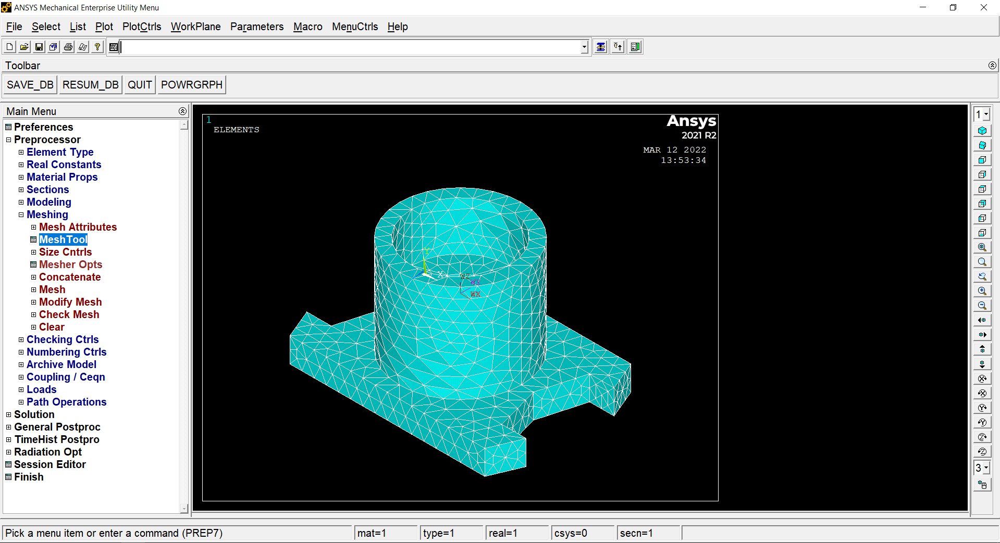 ANSYS Mechanical Enterprise Utility Menu
File Select List Plot PlotCtrls WorkPlane Parameters Macro MenuCtrls Help
Toolbar
SAVE_DB RESUM_DB QUIT POWRGRPH
Main Menu
Preferences
Preprocessor
Element Type
Real Constants
Material Props
Sections
Modeling
Meshing
Mesh Attributes
MeshTool
Size Cntrls
Mesher Opts
Concatenate
Mesh
Modify Mesh
Check Mesh
Clear
Checking Ctrls
Numbering Ctrls
Archive Model
Coupling / Ceqn
Loads
Path Operations
Solution
General Postproc
TimeHist Postpro
Radiation Opt
Session Editor
Finish
1
ELEMENTS
Ansys
2021 R2
MAR 12 2022
13:53:34
Y
X
WZ
WY
WX
1
3
Pick a menu item or enter a command (PREP7) mat=1 type=1 real=1 csys=0 secn=1